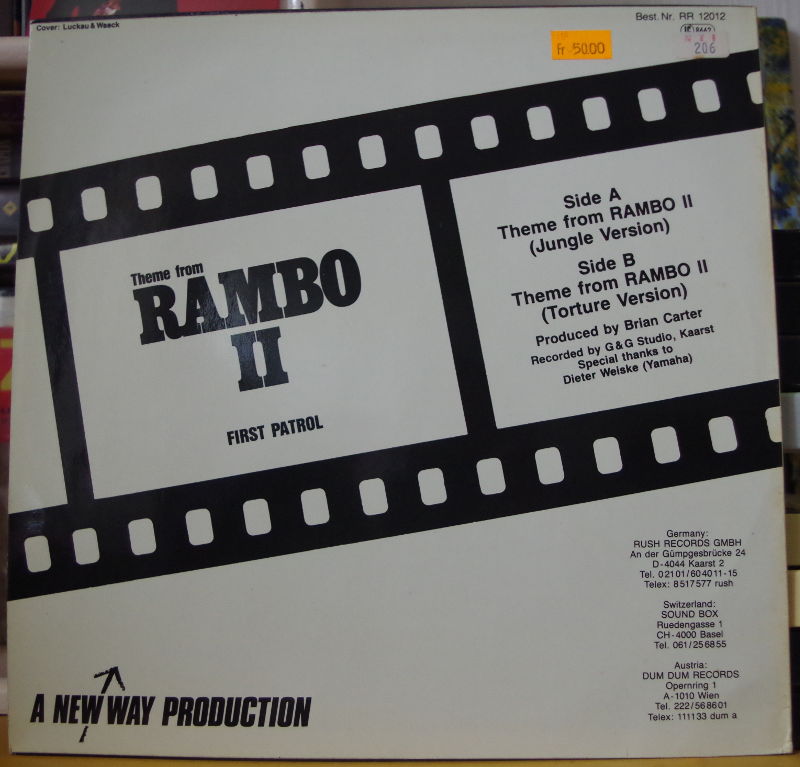 Cover: Luckau & Waack
Best. Nr. RR 12012
Fr 50.00
206
Theme from
RAMBO
II
FIRST PATROL
Side A
Theme from RAMBO II
(Jungle Version)
Side B
Theme from RAMBO II
(Torture Version)
Produced by Brian Carter
Recorded by G & G Studio, Kaarst
Special thanks to
Dieter Welske (Yamaha)
Germany:
RUSH RECORDS GMBH
An der Gümpgesbrücke 24
D-4044 Kaarst 2
Tel. 02101/604011-15
Telex: 8517577 rush
Switzerland:
SOUND BOX
Ruedengasse 1
CH-4000 Basel
Tel. 061/256855
Austria:
DUM DUM RECORDS
Opernring 1
A-1010 Wien
Tel. 222/568601
Telex: 111133 dum a
A NEW WAY PRODUCTION